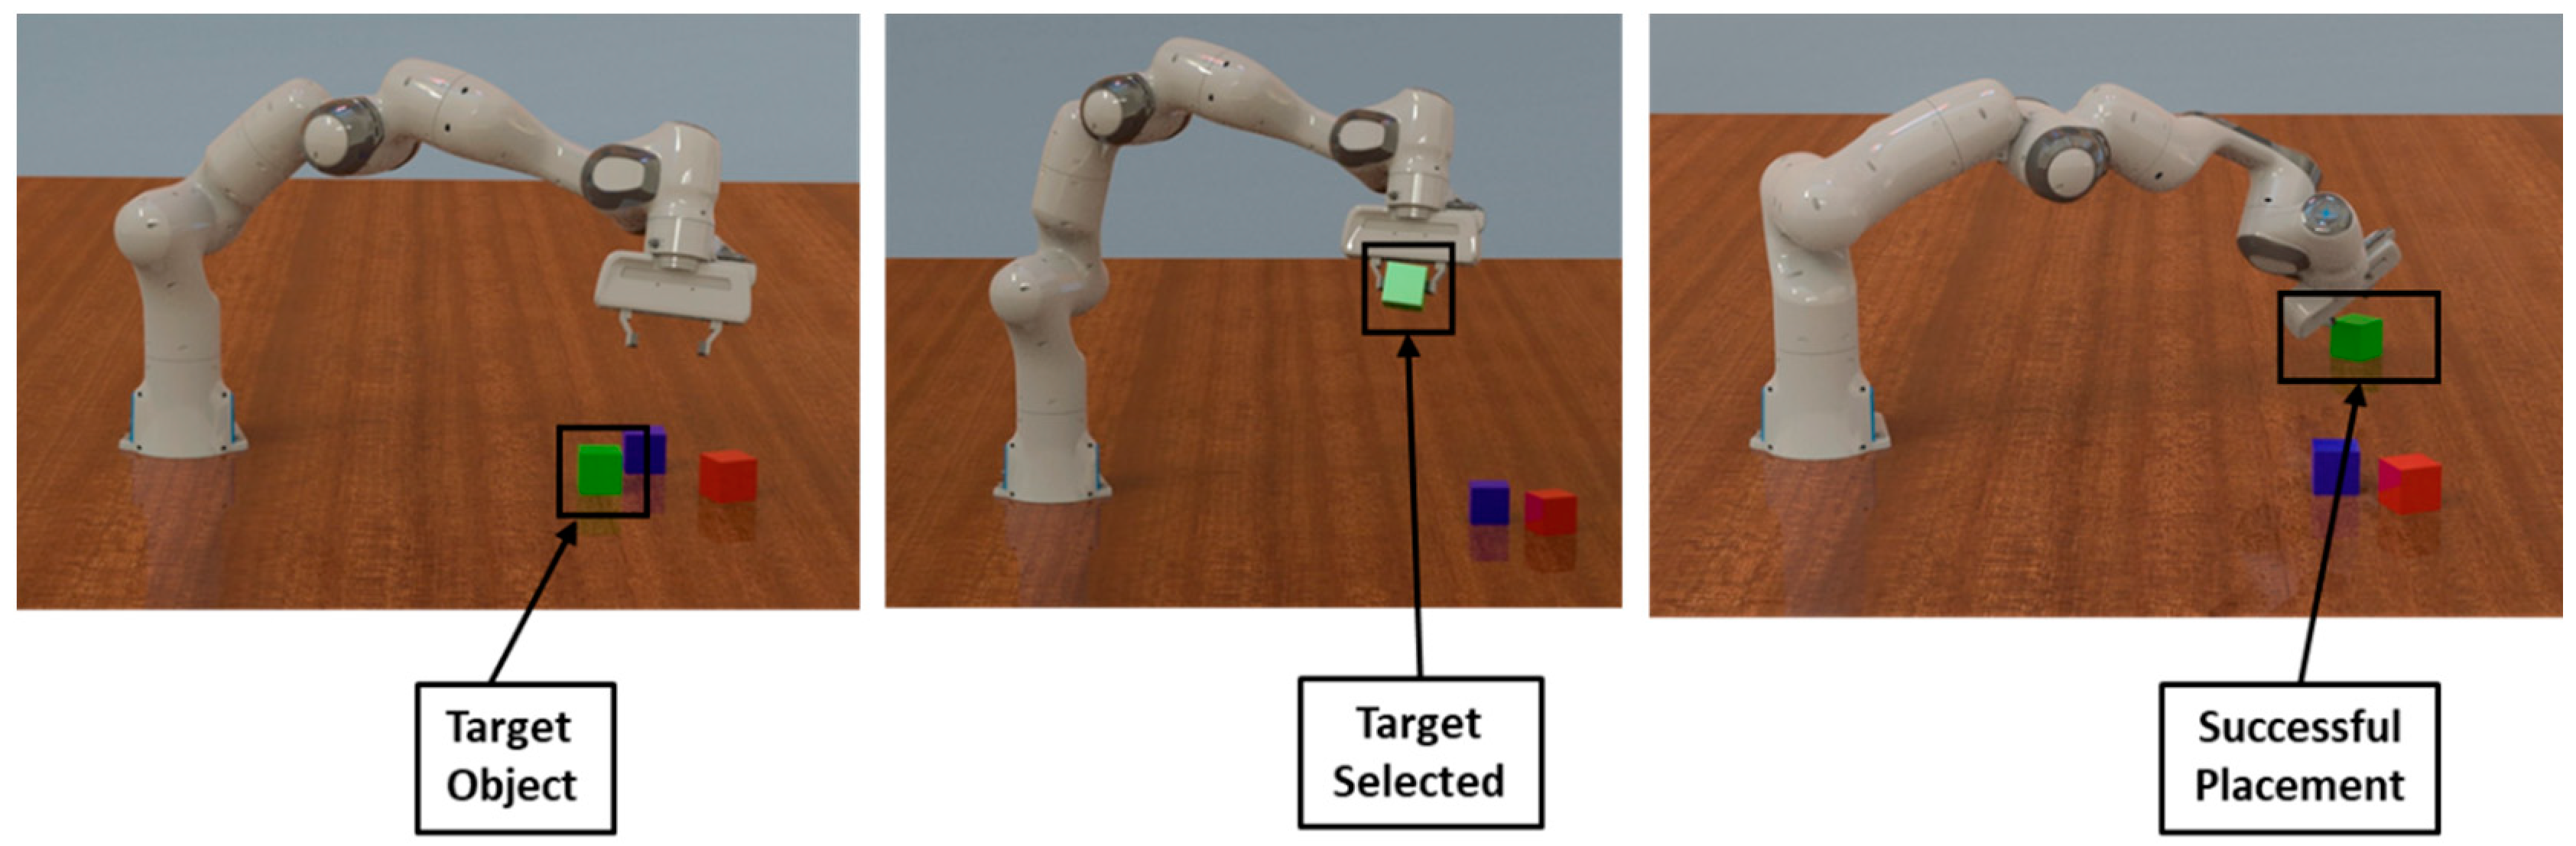 Target
Object
Target
Selected
Successful
Placement